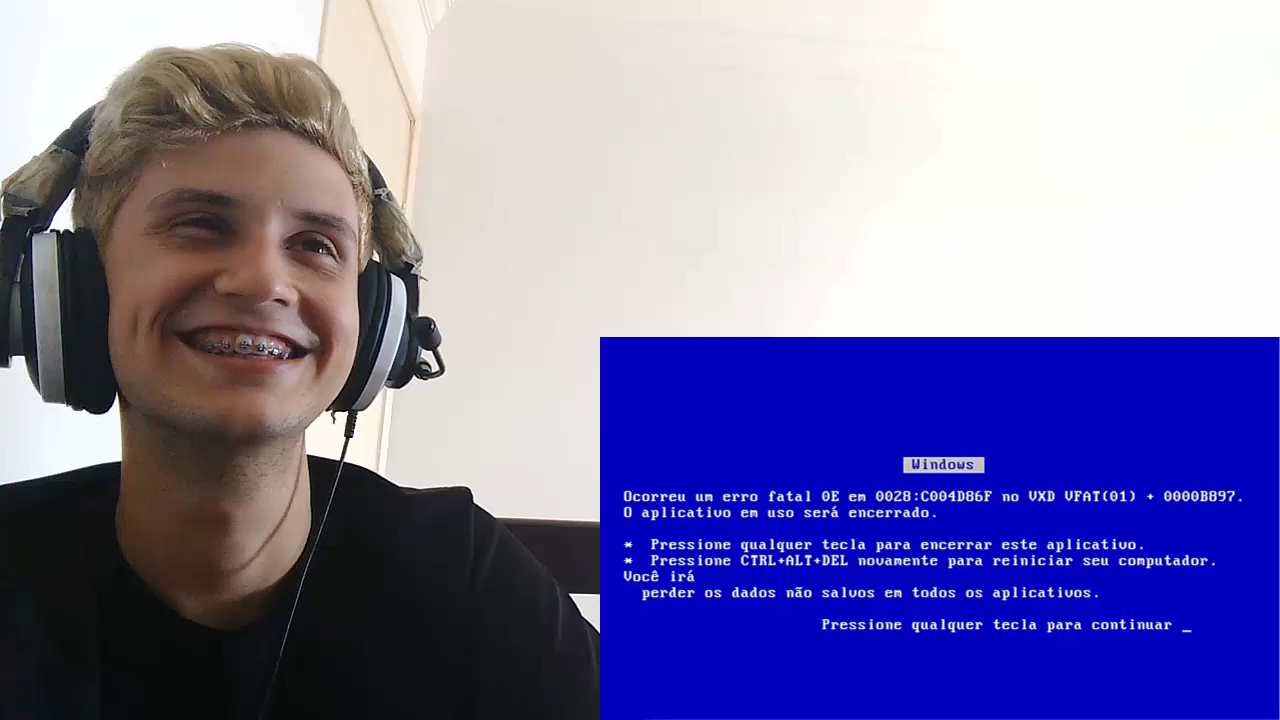 Windows
Ocorreu um erro fatal 0E em 0028:C004D86F no VXD VFAT(01) + 0000B897.
O aplicativo em uso será encerrado.
* Pressione qualquer tecla para encerrar este aplicativo.
* Pressione CTRL+ALT+DEL novamente para reiniciar seu computador.
Você irá
perder os dados não salvos em todos os aplicativos.
Pressione qualquer tecla para continuar _